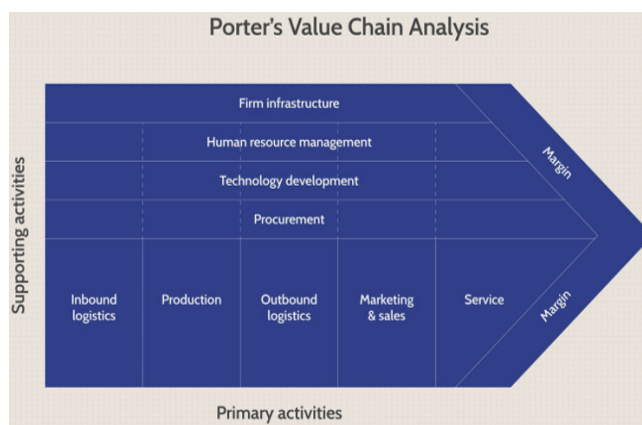 Porter's Value Chain Analysis
Supporting activities
Firm infrastructure
Human resource management
Technology development
Procurement
Margin
Inbound
logistics
Production
Outbound
logistics
Marketing
& sales
Service
Margin
Primary activities